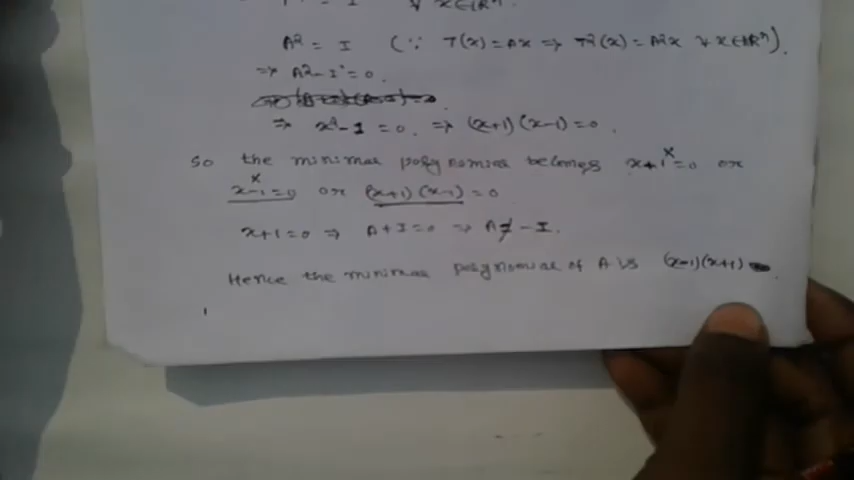 = I ∀ x∈ℝⁿ.
A² = I (∵ T(x) = Ax ⇒ T²(x) = A²x ∀ x∈ℝⁿ).
⇒ A² - I = 0.
⇒ x² - 1 = 0. ⇒ (x+1)(x-1) = 0.
So the minimal polynomial belongs x+1 = 0 or
x-1 = 0 or (x+1)(x-1) = 0
x+1 = 0 ⇒ A+I = 0 ⇒ A ≠ -I.
Hence the minimal polynomial of A is (x-1)(x+1)